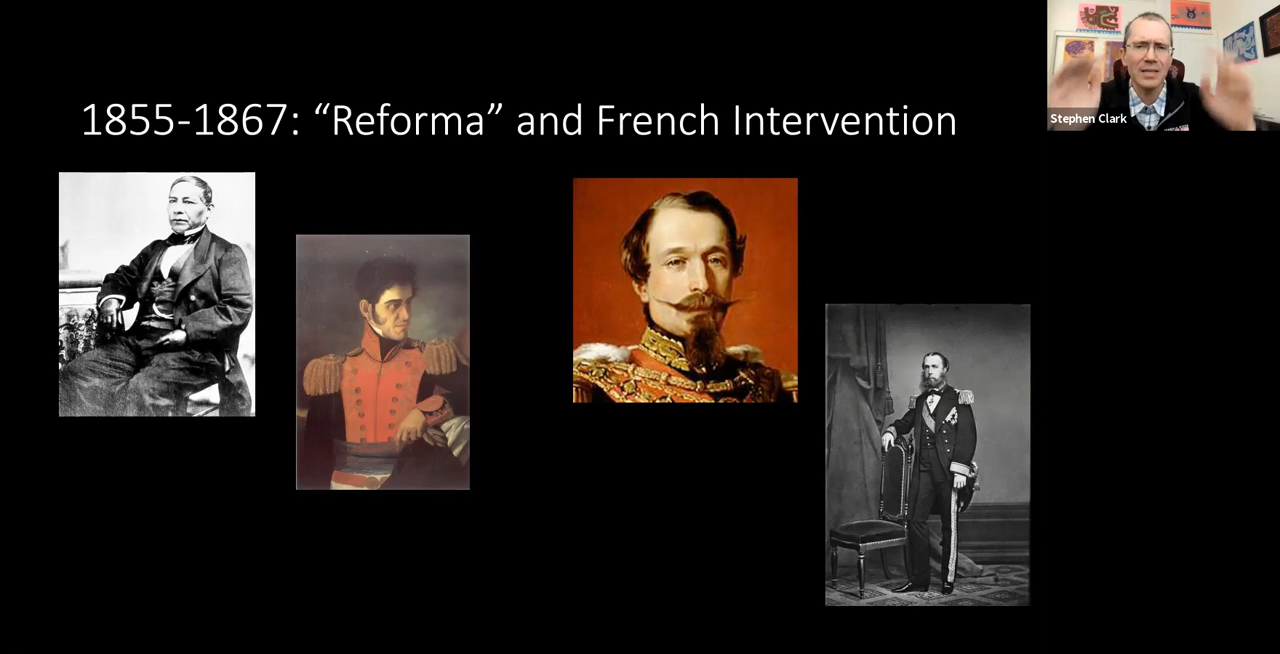 1855-1867: “Reforma” and French Intervention
Stephen Clark